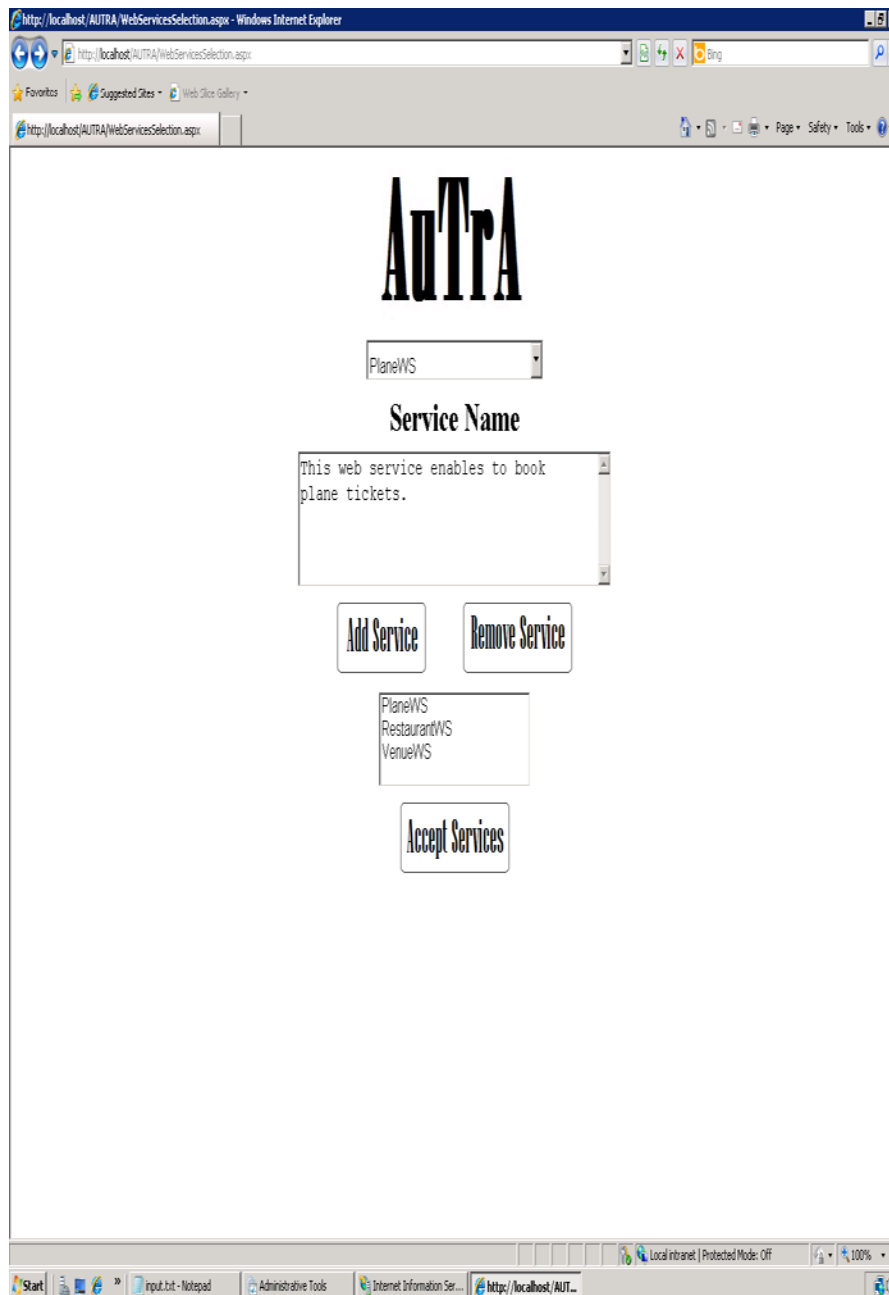 http://localhost/AUTRA/WebServicesSelection.aspx - Windows Internet Explorer
http://localhost/AUTRA/WebServicesSelection.aspx
Bing
Favorites Suggested Sites Web Slice Gallery
http://localhost/AUTRA/WebServicesSelection.aspx
Page Safety Tools
AuTrA
PlaneWS
Service Name
This web service enables to book
plane tickets.
Add Service Remove Service
PlaneWS
RestaurantWS
VenueWS
Accept Services
Local intranet | Protected Mode: Off 100%
Start » input.txt - Notepad Administrative Tools Internet Information Ser... http://localhost/AUT...